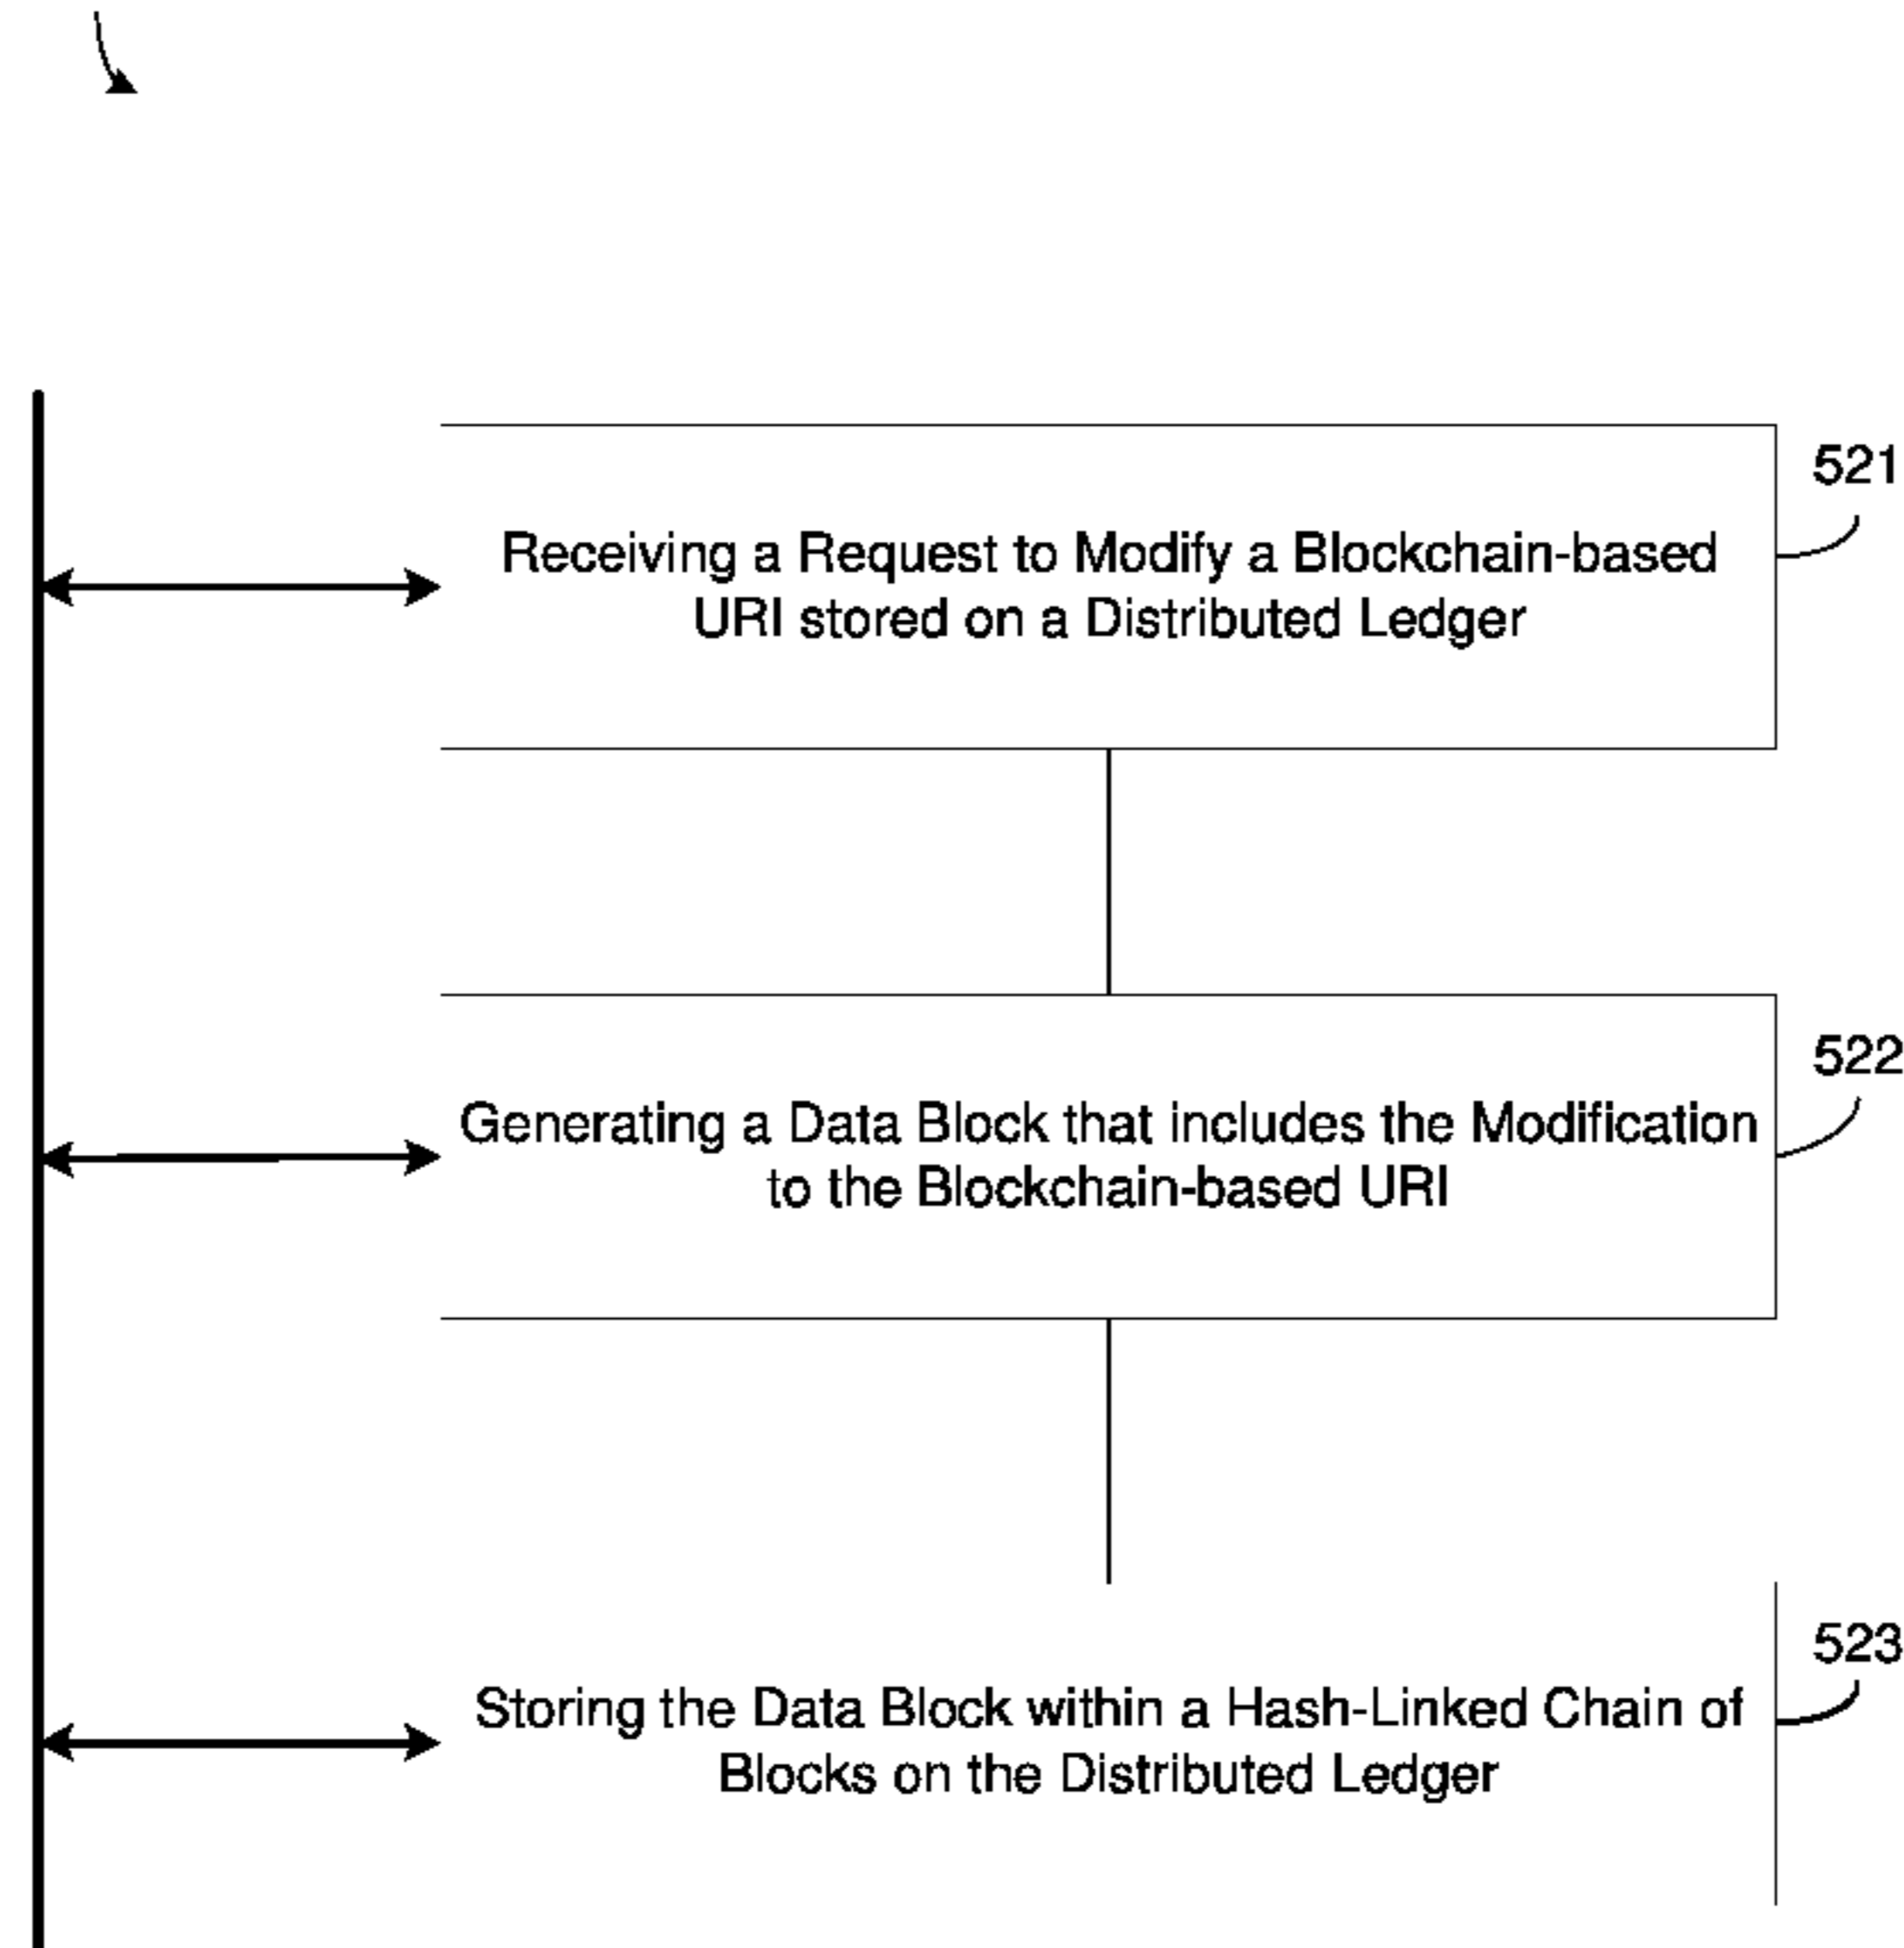 521
Receiving a Request to Modify a Blockchain-based
URI stored on a Distributed Ledger
522
Generating a Data Block that includes the Modification
to the Blockchain-based URI
523
Storing the Data Block within a Hash-Linked Chain of
Blocks on the Distributed Ledger